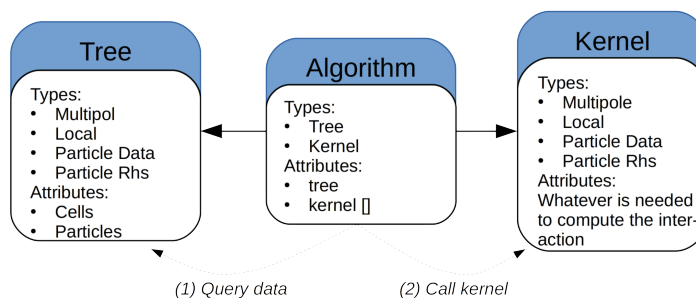 Tree
Types:
• Multipol
• Local
• Particle Data
• Particle Rhs
Attributes:
• Cells
• Particles
Algorithm
Types:
• Tree
• Kernel
Attributes:
• tree
• kernel []
Kernel
Types:
• Multipole
• Local
• Particle Data
• Particle Rhs
Attributes:
Whatever is needed
to compute the inter-
action
(1) Query data
(2) Call kernel